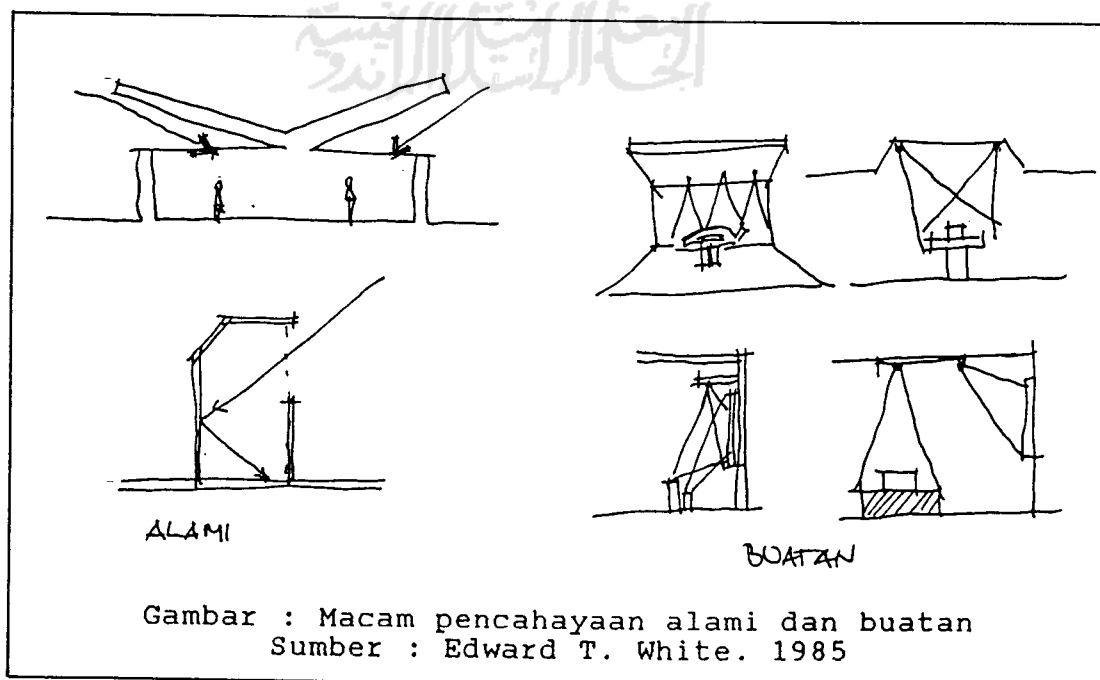 ALAMI
BUATAN
Gambar : Macam pencahayaan alami dan buatan
Sumber : Edward T. White. 1985